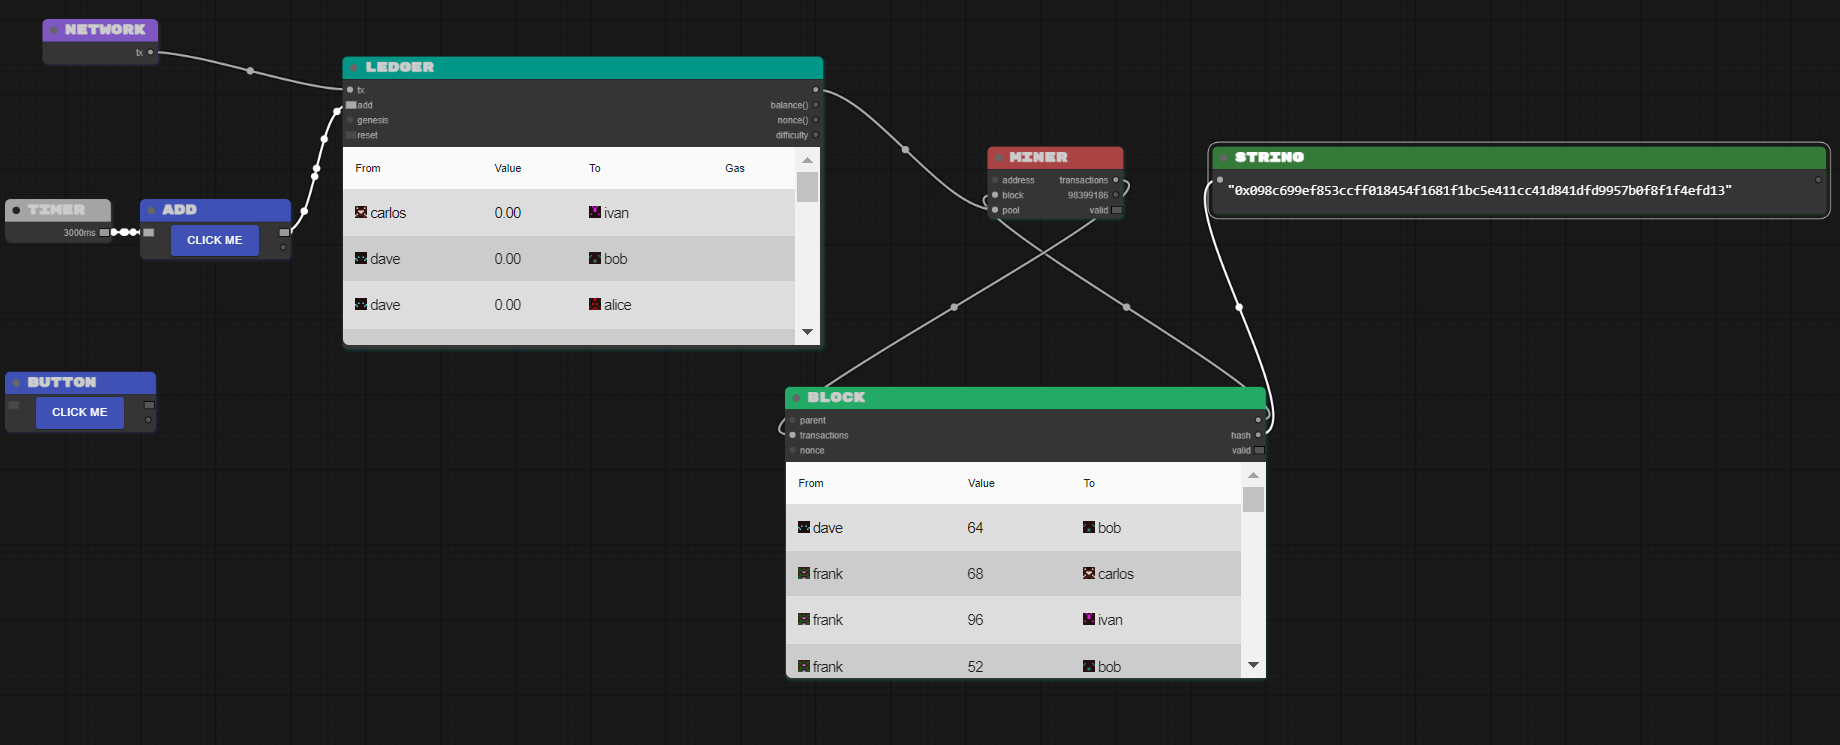 NETWORK
tx
LEDGER
tx
add
balance()
genesis
nonce()
reset
difficulty
From Value To Gas
carlos 0.00 ivan
dave 0.00 bob
dave 0.00 alice
TIMER
3000ms
ADD
CLICK ME
BUTTON
CLICK ME
MINER
address transactions
block 98399186
pool valid
STRING
"0x098c699ef853ccff018454f1681f1bc5e411cc41d841dfd9957b0f8f1f4efd13"
BLOCK
parent
transactions hash
nonce valid
From Value To
dave 64 bob
frank 68 carlos
frank 96 ivan
frank 52 bob